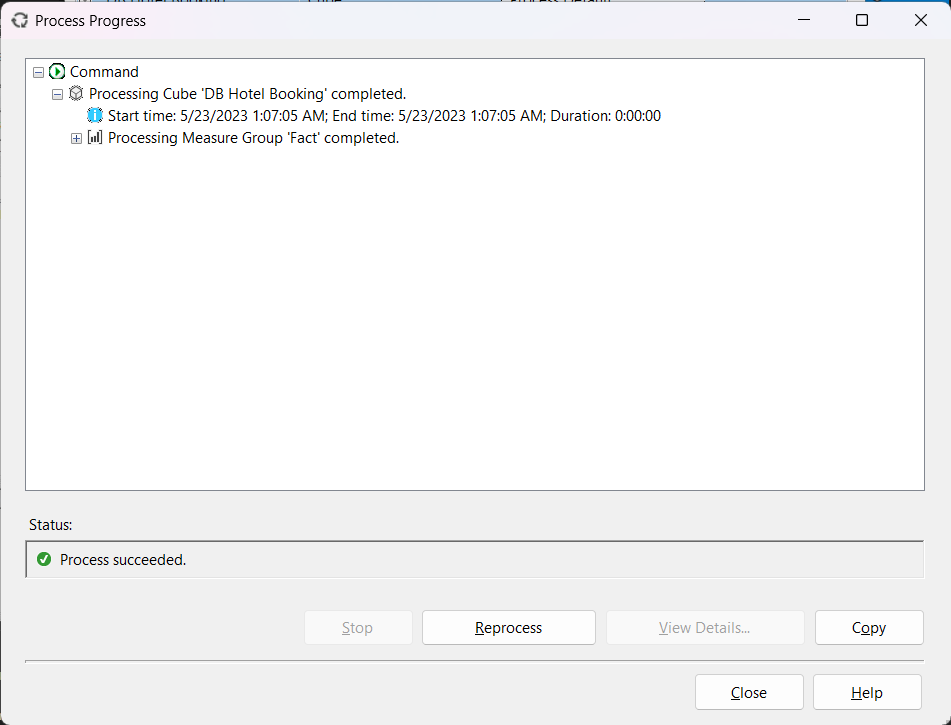 Process Progress
Command
Processing Cube 'DB Hotel Booking' completed.
Start time: 5/23/2023 1:07:05 AM; End time: 5/23/2023 1:07:05 AM; Duration: 0:00:00
Processing Measure Group 'Fact' completed.
Status:
Process succeeded.
Stop Reprocess View Details... Copy
Close Help